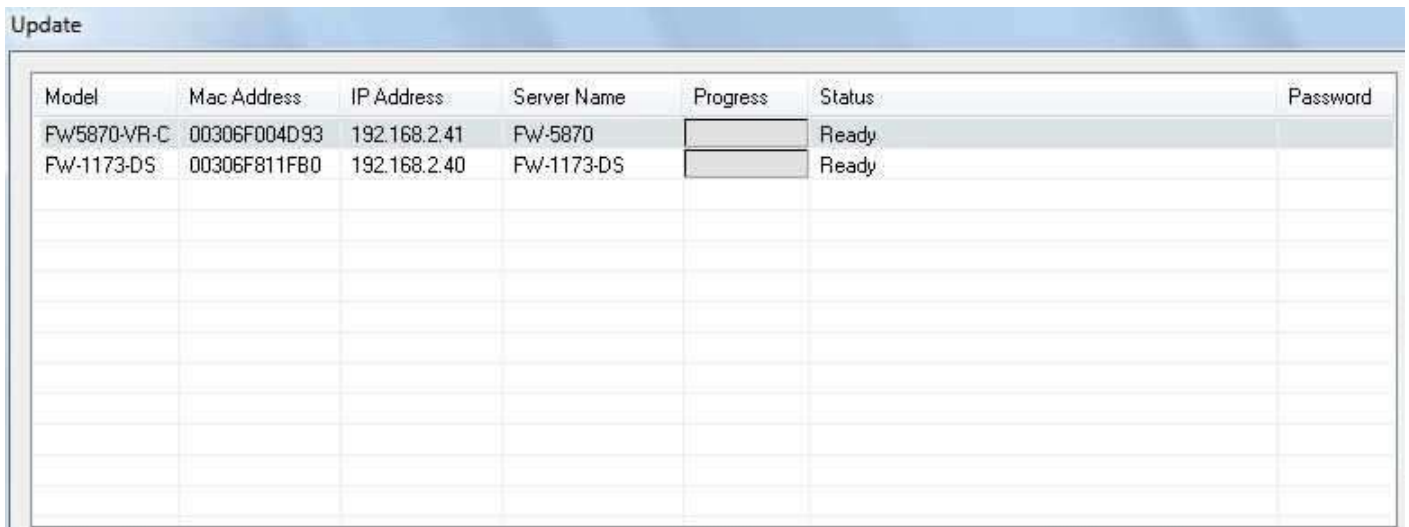 Update
Model Mac Address IP Address Server Name Progress Status Password
FW5870-VR-C 00306F004D93 192.168.2.41 FW-5870 Ready
FW-1173-DS 00306F811FB0 192.168.2.40 FW-1173-DS Ready